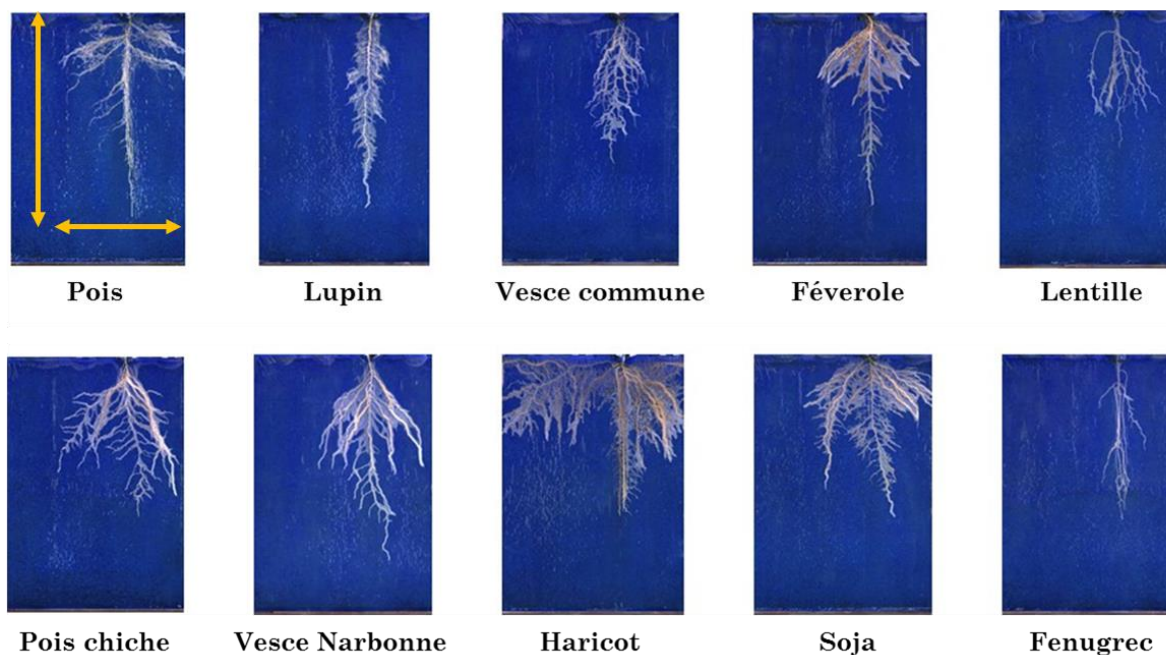 Pois
Lupin
Vesce commune
Féverole
Lentille
Pois chiche
Vesce Narbonne
Haricot
Soja
Fenugrec